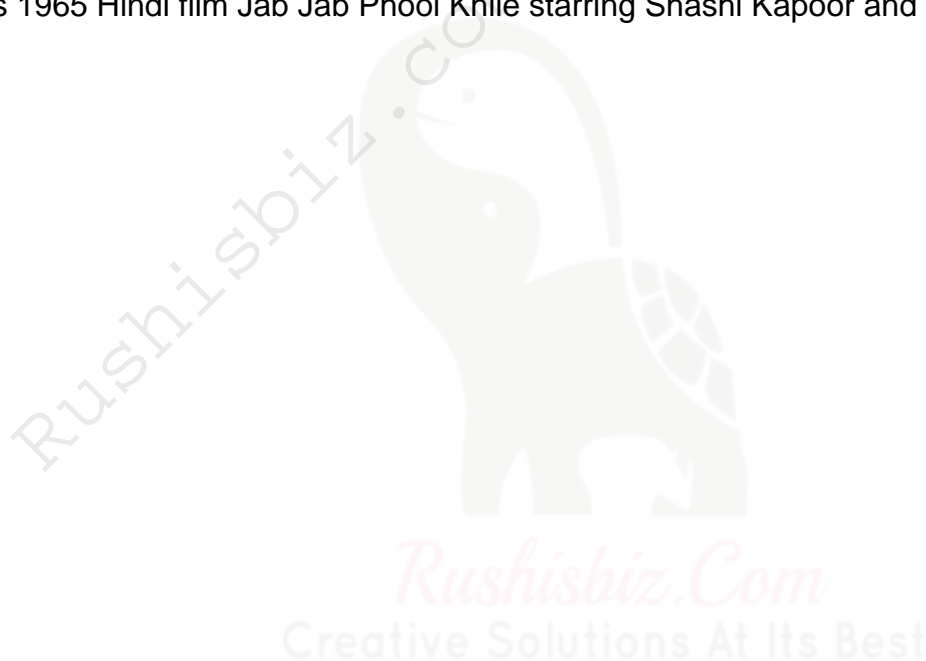 s 1965 Hindi film Jab Jab Phool Khile starring Shashi Kapoor and
Rushisbiz.co
Rushisbiz.Com
Creative Solutions At Its Best